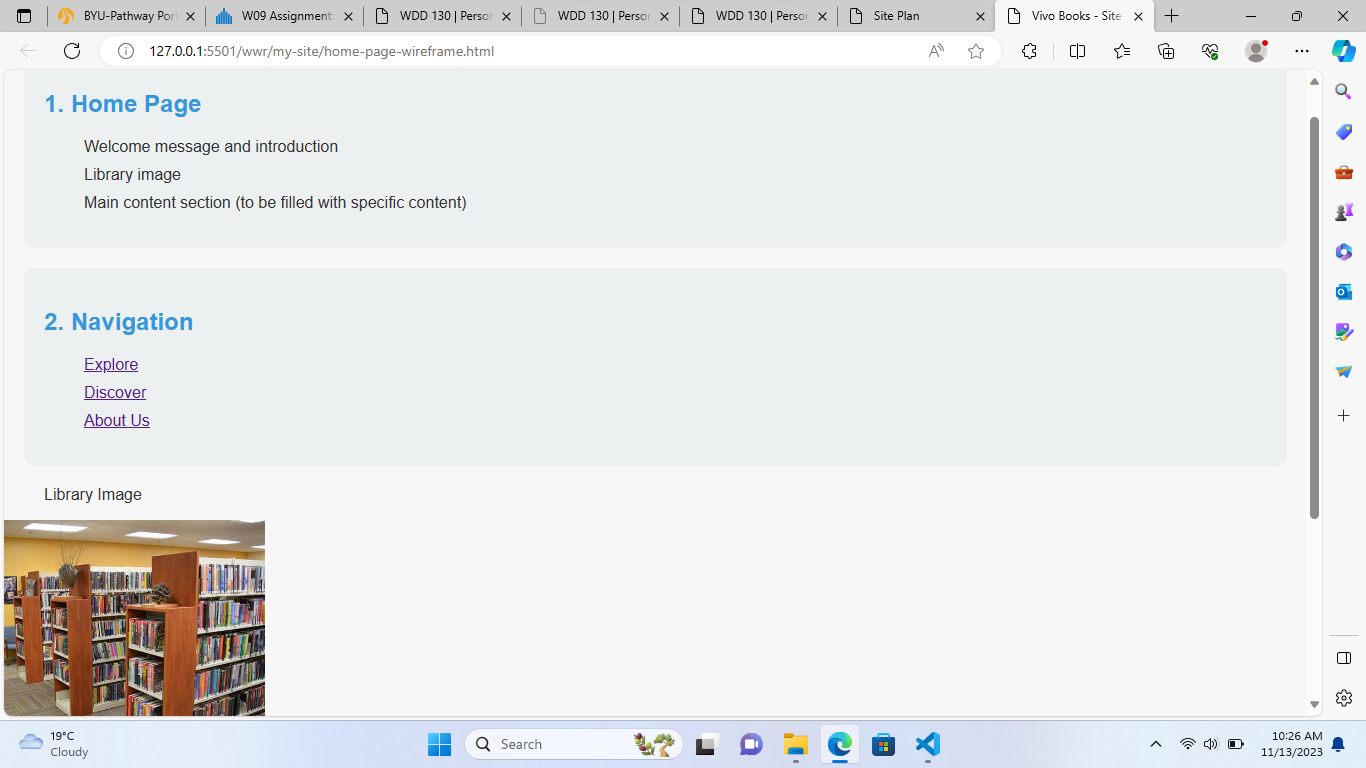 BYU-Pathway Port
W09 Assignment:
WDD 130 | Person
WDD 130 | Person
WDD 130 | Person
Site Plan
Vivo Books - Site
127.0.0.1:5501/wwr/my-site/home-page-wireframe.html
1. Home Page
Welcome message and introduction
Library image
Main content section (to be filled with specific content)
2. Navigation
Explore
Discover
About Us
Library Image
19°C
Cloudy
Search
10:26 AM
11/13/2023